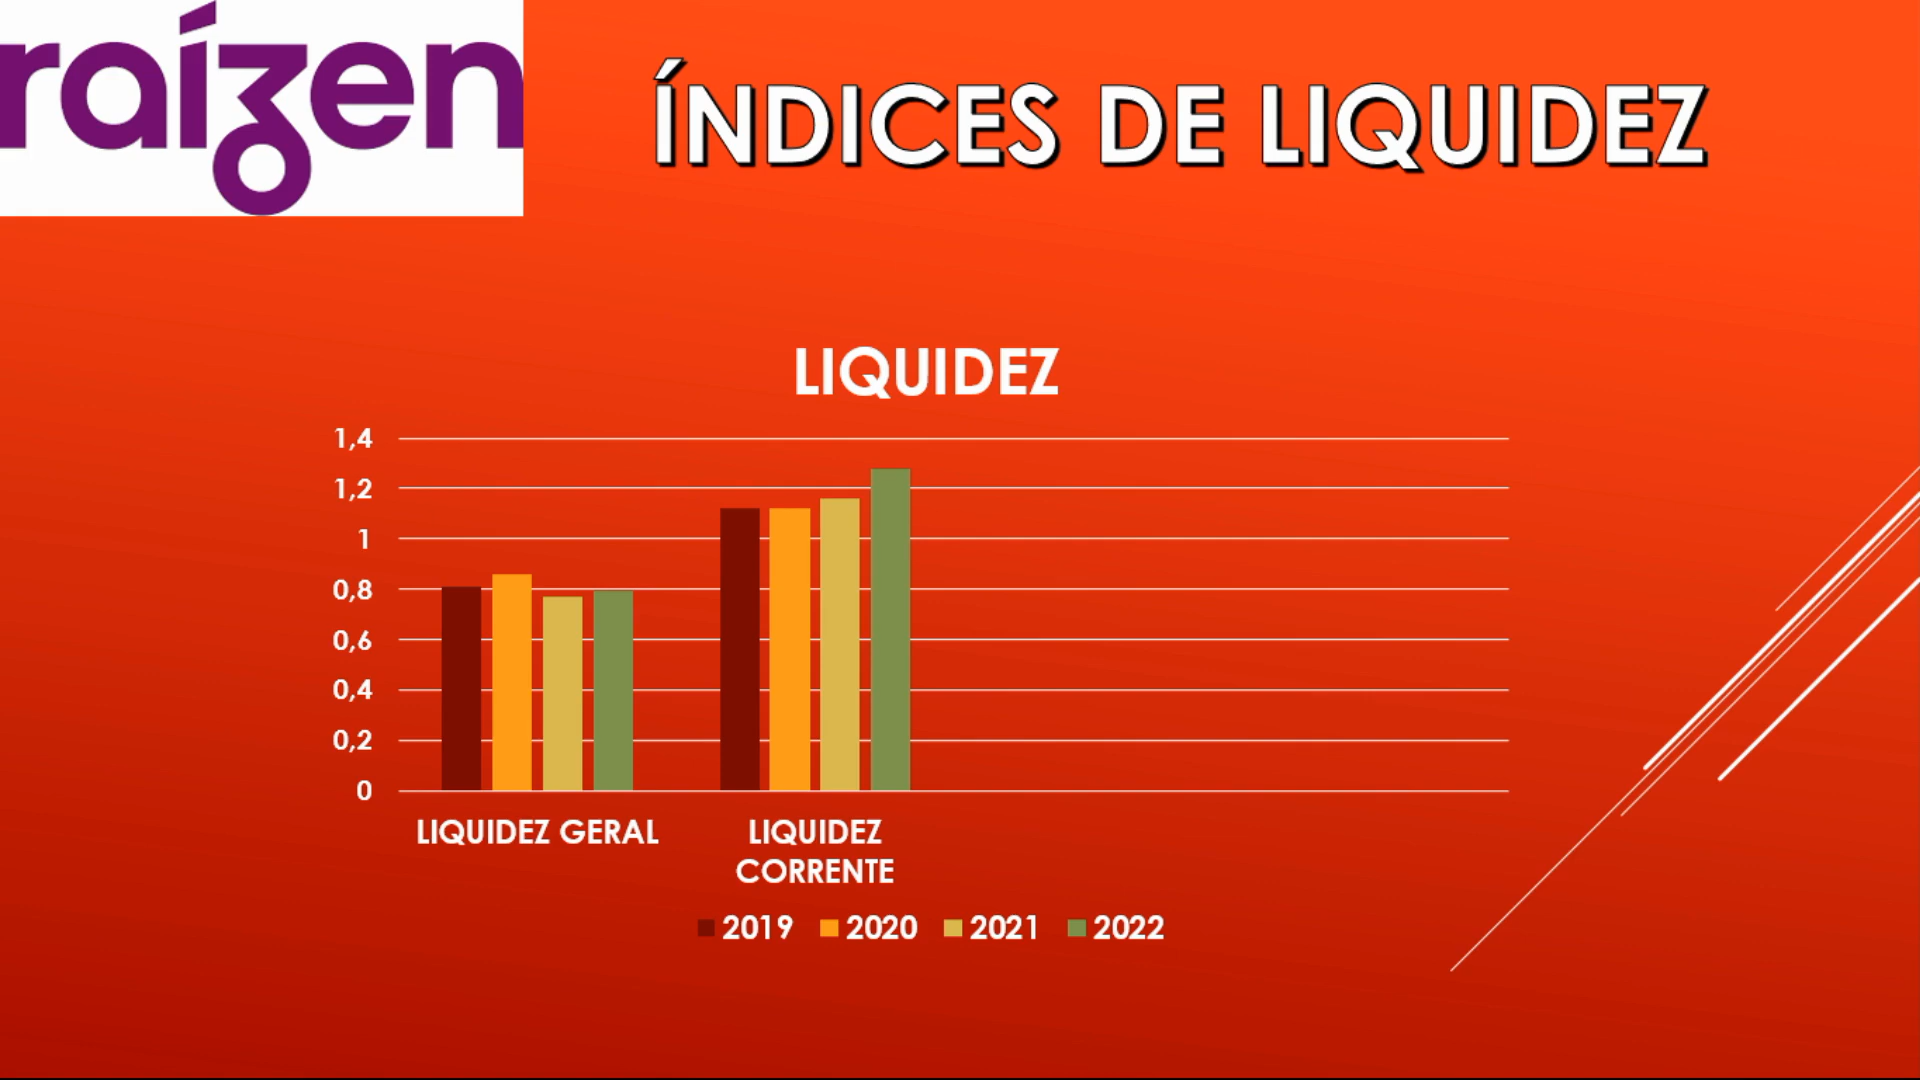 raízen
ÍNDICES DE LIQUIDEZ
LIQUIDEZ
1,4
1,2
1
0,8
0,6
0,4
0,2
0
LIQUIDEZ GERAL
LIQUIDEZ
CORRENTE
2019 2020 2021 2022